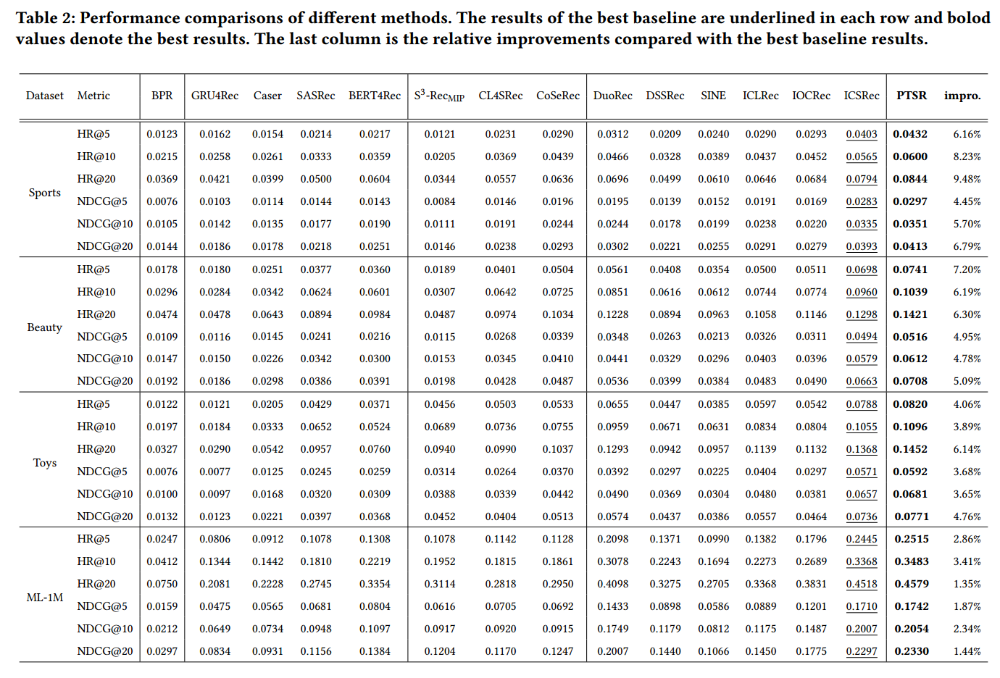 Table 2: Performance comparisons of different methods. The results of the best baseline are underlined in each row and bolod
values denote the best results. The last column is the relative improvements compared with the best baseline results.
Dataset Metric BPR GRU4Rec Caser SASRec BERT4Rec S3-RecMIP CL4SRec CoSeRec DuoRec DSSRec SINE ICLRec IOCRec ICSRec PTSR impro.
HR@5 0.0123 0.0162 0.0154 0.0214 0.0217 0.0121 0.0231 0.0290 0.0312 0.0209 0.0240 0.0290 0.0293 0.0403 0.0432 6.16%
HR@10 0.0215 0.0258 0.0261 0.0333 0.0359 0.0205 0.0369 0.0439 0.0466 0.0328 0.0389 0.0437 0.0452 0.0565 0.0600 8.23%
HR@20 0.0369 0.0421 0.0399 0.0500 0.0604 0.0344 0.0557 0.0636 0.0696 0.0499 0.0610 0.0646 0.0684 0.0794 0.0844 9.48%
Sports
NDCG@5 0.0076 0.0103 0.0114 0.0144 0.0143 0.0084 0.0146 0.0196 0.0195 0.0139 0.0152 0.0191 0.0169 0.0283 0.0297 4.45%
NDCG@10 0.0105 0.0142 0.0135 0.0177 0.0190 0.0111 0.0191 0.0244 0.0244 0.0178 0.0199 0.0238 0.0220 0.0335 0.0351 5.70%
NDCG@20 0.0144 0.0186 0.0178 0.0218 0.0251 0.0146 0.0238 0.0293 0.0302 0.0221 0.0255 0.0291 0.0279 0.0393 0.0413 6.79%
HR@5 0.0178 0.0180 0.0251 0.0377 0.0360 0.0189 0.0401 0.0504 0.0561 0.0408 0.0354 0.0500 0.0511 0.0698 0.0741 7.20%
HR@10 0.0296 0.0284 0.0342 0.0624 0.0601 0.0307 0.0642 0.0725 0.0851 0.0616 0.0612 0.0744 0.0774 0.0960 0.1039 6.19%
HR@20 0.0474 0.0478 0.0643 0.0894 0.0984 0.0487 0.0974 0.1034 0.1228 0.0894 0.0963 0.1058 0.1146 0.1298 0.1421 6.30%
Beauty
NDCG@5 0.0109 0.0116 0.0145 0.0241 0.0216 0.0115 0.0268 0.0339 0.0348 0.0263 0.0213 0.0326 0.0311 0.0494 0.0516 4.95%
NDCG@10 0.0147 0.0150 0.0226 0.0342 0.0300 0.0153 0.0345 0.0410 0.0441 0.0329 0.0296 0.0403 0.0396 0.0579 0.0612 4.78%
NDCG@20 0.0192 0.0186 0.0298 0.0386 0.0391 0.0198 0.0428 0.0487 0.0536 0.0399 0.0384 0.0483 0.0490 0.0663 0.0708 5.09%
HR@5 0.0122 0.0121 0.0205 0.0429 0.0371 0.0456 0.0503 0.0533 0.0655 0.0447 0.0385 0.0597 0.0542 0.0788 0.0820 4.06%
HR@10 0.0197 0.0184 0.0333 0.0652 0.0524 0.0689 0.0736 0.0755 0.0959 0.0671 0.0631 0.0834 0.0804 0.1055 0.1096 3.89%
HR@20 0.0327 0.0290 0.0542 0.0957 0.0760 0.0940 0.0990 0.1037 0.1293 0.0942 0.0957 0.1139 0.1132 0.1368 0.1452 6.14%
Toys
NDCG@5 0.0076 0.0077 0.0125 0.0245 0.0259 0.0314 0.0264 0.0370 0.0392 0.0297 0.0225 0.0404 0.0297 0.0571 0.0592 3.68%
NDCG@10 0.0100 0.0097 0.0168 0.0320 0.0309 0.0388 0.0339 0.0442 0.0490 0.0369 0.0304 0.0480 0.0381 0.0657 0.0681 3.65%
NDCG@20 0.0132 0.0123 0.0221 0.0397 0.0368 0.0452 0.0404 0.0513 0.0574 0.0437 0.0386 0.0557 0.0464 0.0736 0.0771 4.76%
HR@5 0.0247 0.0806 0.0912 0.1078 0.1308 0.1078 0.1142 0.1128 0.2098 0.1371 0.0990 0.1382 0.1796 0.2445 0.2515 2.86%
HR@10 0.0412 0.1344 0.1442 0.1810 0.2219 0.1952 0.1815 0.1861 0.3078 0.2243 0.1694 0.2273 0.2689 0.3368 0.3483 3.41%
HR@20 0.0750 0.2081 0.2228 0.2745 0.3354 0.3114 0.2818 0.2950 0.4098 0.3275 0.2705 0.3368 0.3831 0.4518 0.4579 1.35%
ML-1M
NDCG@5 0.0159 0.0475 0.0565 0.0681 0.0804 0.0616 0.0705 0.0692 0.1433 0.0898 0.0586 0.0889 0.1201 0.1710 0.1742 1.87%
NDCG@10 0.0212 0.0649 0.0734 0.0948 0.1097 0.0917 0.0920 0.0915 0.1749 0.1179 0.0812 0.1175 0.1487 0.2007 0.2054 2.34%
NDCG@20 0.0297 0.0834 0.0931 0.1156 0.1384 0.1204 0.1170 0.1247 0.2007 0.1440 0.1066 0.1450 0.1775 0.2297 0.2330 1.44%